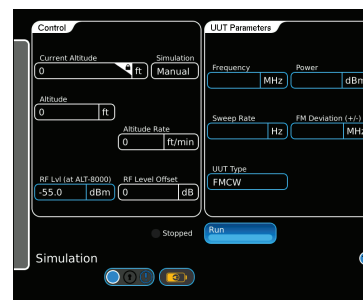 Control
UUT Parameters
Current Altitude
Simulation
0 ft
Manual
Frequency
Power
MHz
dBm
Altitude
0 ft
Sweep Rate
FM Deviation (+/-)
Hz
MHz
Altitude Rate
0 ft/min
UUT Type
FMCW
RF Lvl (at ALT-8000)
RF Level Offset
-55.0 dBm
0 dB
Stopped
Run
Simulation